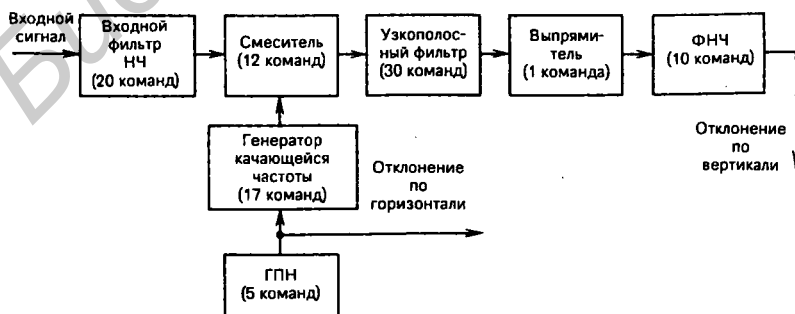 Входной
сигнал
Входной
фильтр
НЧ
(20 команд)
Смеситель
(12 команд)
Узкополос-
ный фильтр
(30 команд)
Выпрями-
тель
(1 команда)
ФНЧ
(10 команд)
Генератор
качающейся
частоты
(17 команд)
Отклонение
по
горизонтали
Отклонение
по
вертикали
ГПН
(5 команд)